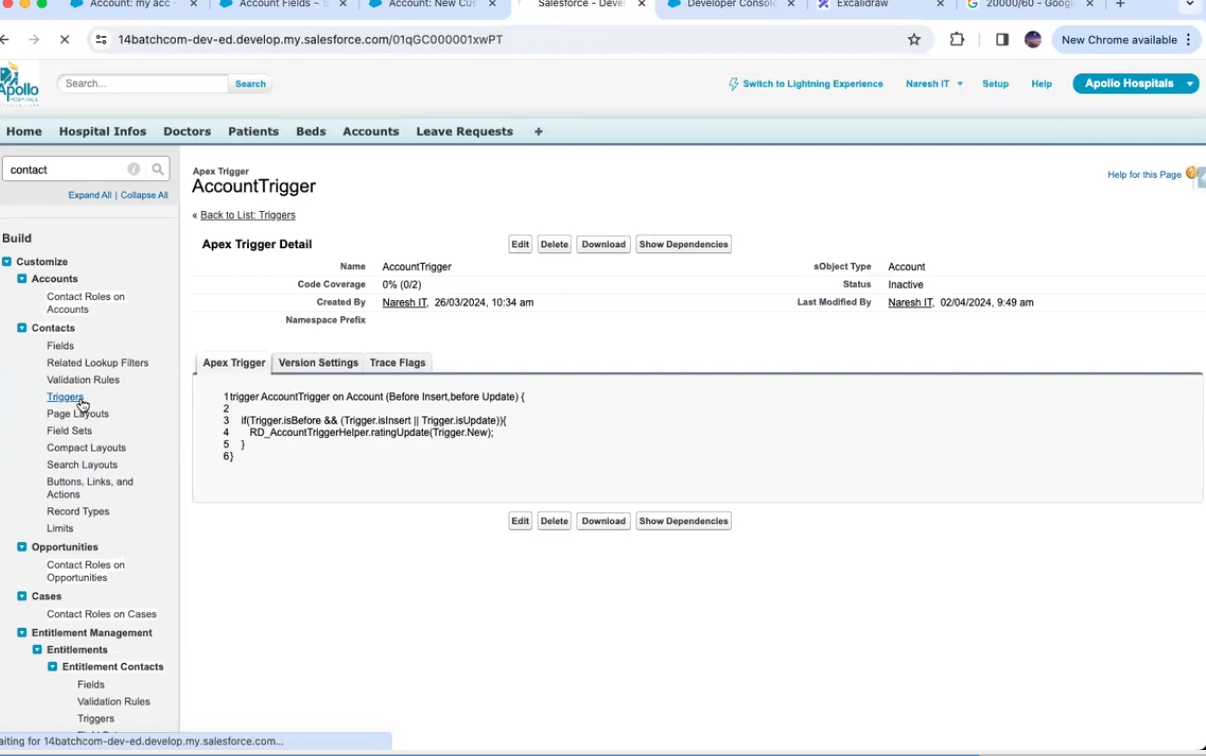 Account: my acc
Account Fields ~ S
Account: New Cus
Salesforce - Devel
Developer Console
Excalidraw
20000/60 - Googl
14batchcom-dev-ed.develop.my.salesforce.com/01qGC000001xwPT
New Chrome available
Apollo
HOSPITALS
Search...
Search
Switch to Lightning Experience
Naresh IT
Setup
Help
Apollo Hospitals
Home Hospital Infos Doctors Patients Beds Accounts Leave Requests +
contact
Expand All | Collapse All
Build
Customize
Accounts
Contact Roles on
Accounts
Contacts
Fields
Related Lookup Filters
Validation Rules
Triggers
Page Layouts
Field Sets
Compact Layouts
Search Layouts
Buttons, Links, and
Actions
Record Types
Limits
Opportunities
Contact Roles on
Opportunities
Cases
Contact Roles on Cases
Entitlement Management
Entitlements
Entitlement Contacts
Fields
Validation Rules
Triggers
aiting for 14batchcom-dev-ed.develop.my.salesforce.com...
Apex Trigger
AccountTrigger
Help for this Page
« Back to List: Triggers
Apex Trigger Detail
Edit Delete Download Show Dependencies
Name AccountTrigger sObject Type Account
Code Coverage 0% (0/2) Status Inactive
Created By Naresh IT, 26/03/2024, 10:34 am Last Modified By Naresh IT, 02/04/2024, 9:49 am
Namespace Prefix
Apex Trigger Version Settings Trace Flags
1 trigger AccountTrigger on Account (Before Insert,before Update) {
2
3 if(Trigger.isBefore && (Trigger.isInsert || Trigger.isUpdate)){
4 RD_AccountTriggerHelper.ratingUpdate(Trigger.New);
5 }
6 }
Edit Delete Download Show Dependencies